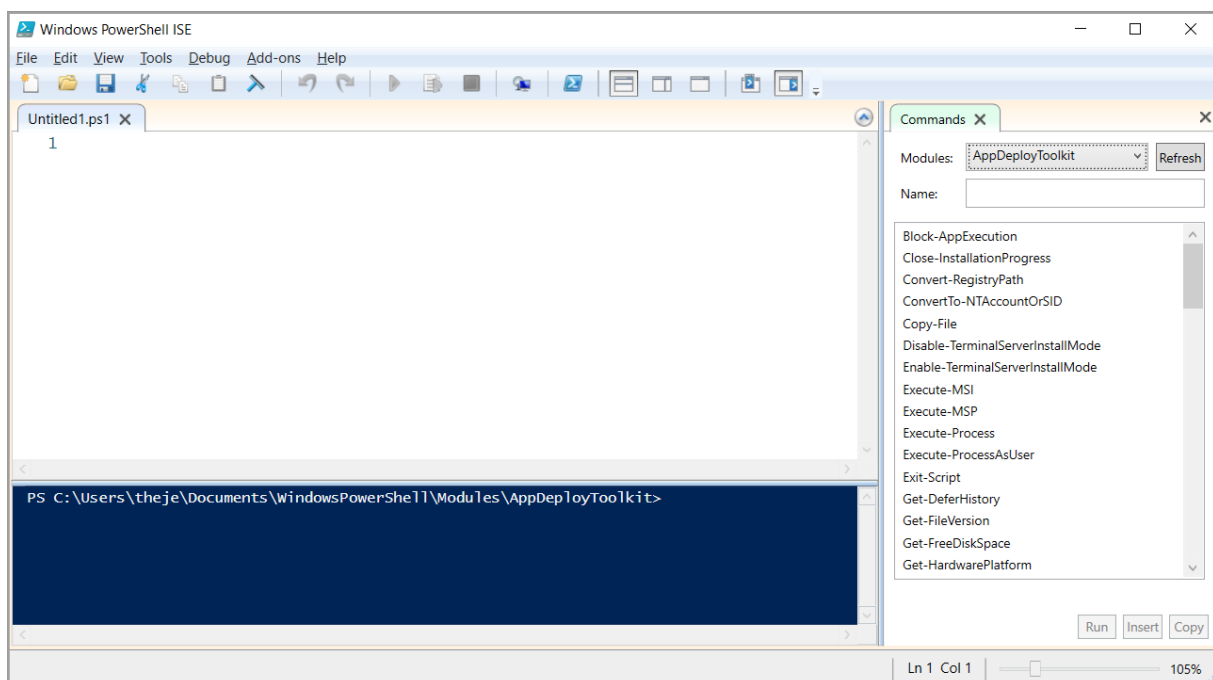 Windows PowerShell ISE
File Edit View Tools Debug Add-ons Help
Untitled1.ps1
1
PS C:\Users\theje\Documents\WindowsPowerShell\Modules\AppDeployToolkit>
Commands
Modules: AppDeployToolkit Refresh
Name:
Block-AppExecution
Close-InstallationProgress
Convert-RegistryPath
ConvertTo-NTAccountOrSID
Copy-File
Disable-TerminalServerInstallMode
Enable-TerminalServerInstallMode
Execute-MSI
Execute-MSP
Execute-Process
Execute-ProcessAsUser
Exit-Script
Get-DeferHistory
Get-FileVersion
Get-FreeDiskSpace
Get-HardwarePlatform
Run Insert Copy
Ln 1 Col 1 105%